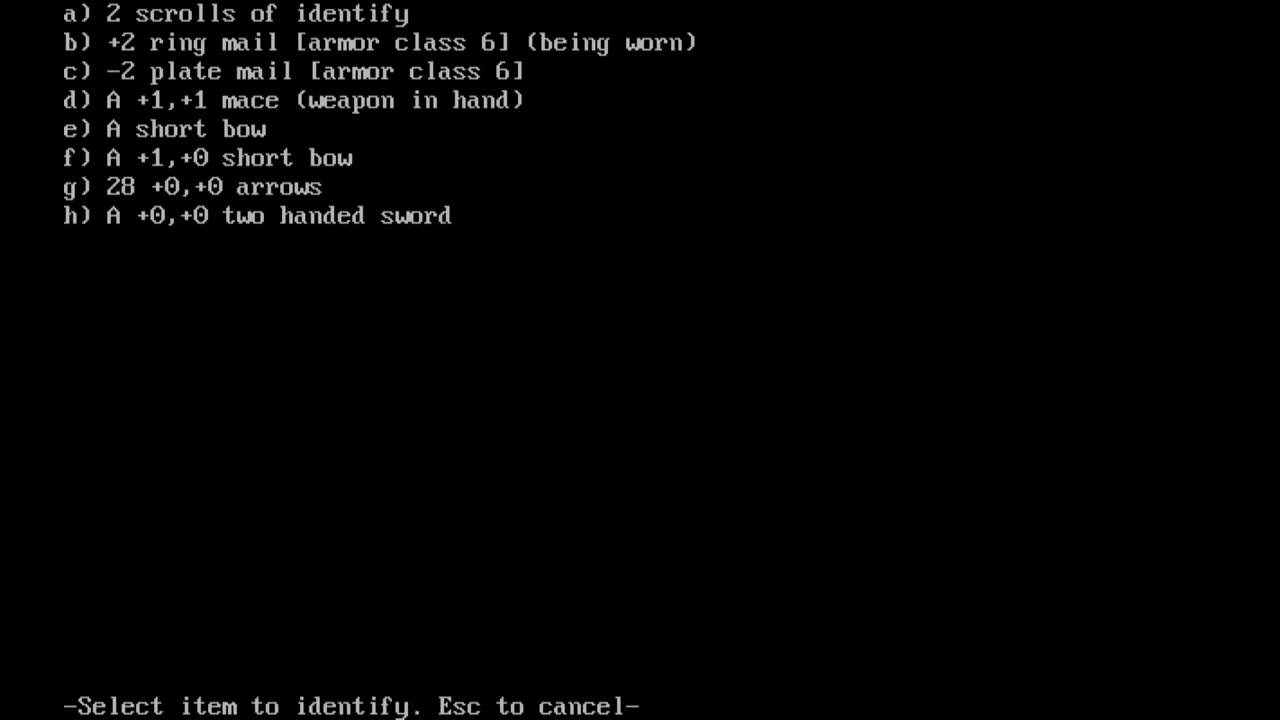 a) 2 scrolls of identify
b) +2 ring mail [armor class 6] (being worn)
c) -2 plate mail [armor class 6]
d) A +1,+1 mace (weapon in hand)
e) A short bow
f) A +1,+0 short bow
g) 28 +0,+0 arrows
h) A +0,+0 two handed sword
-Select item to identify. Esc to cancel-